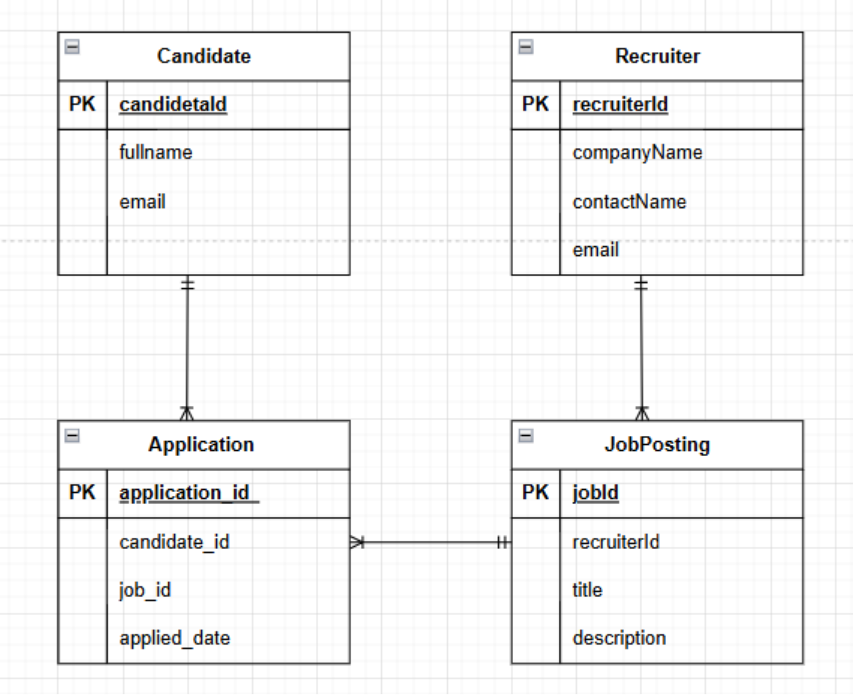 Candidate
PK candidetaId
fullname
email
Recruiter
PK recruiterId
companyName
contactName
email
Application
PK application_id_
candidate_id
job_id
applied_date
JobPosting
PK jobId
recruiterId
title
description